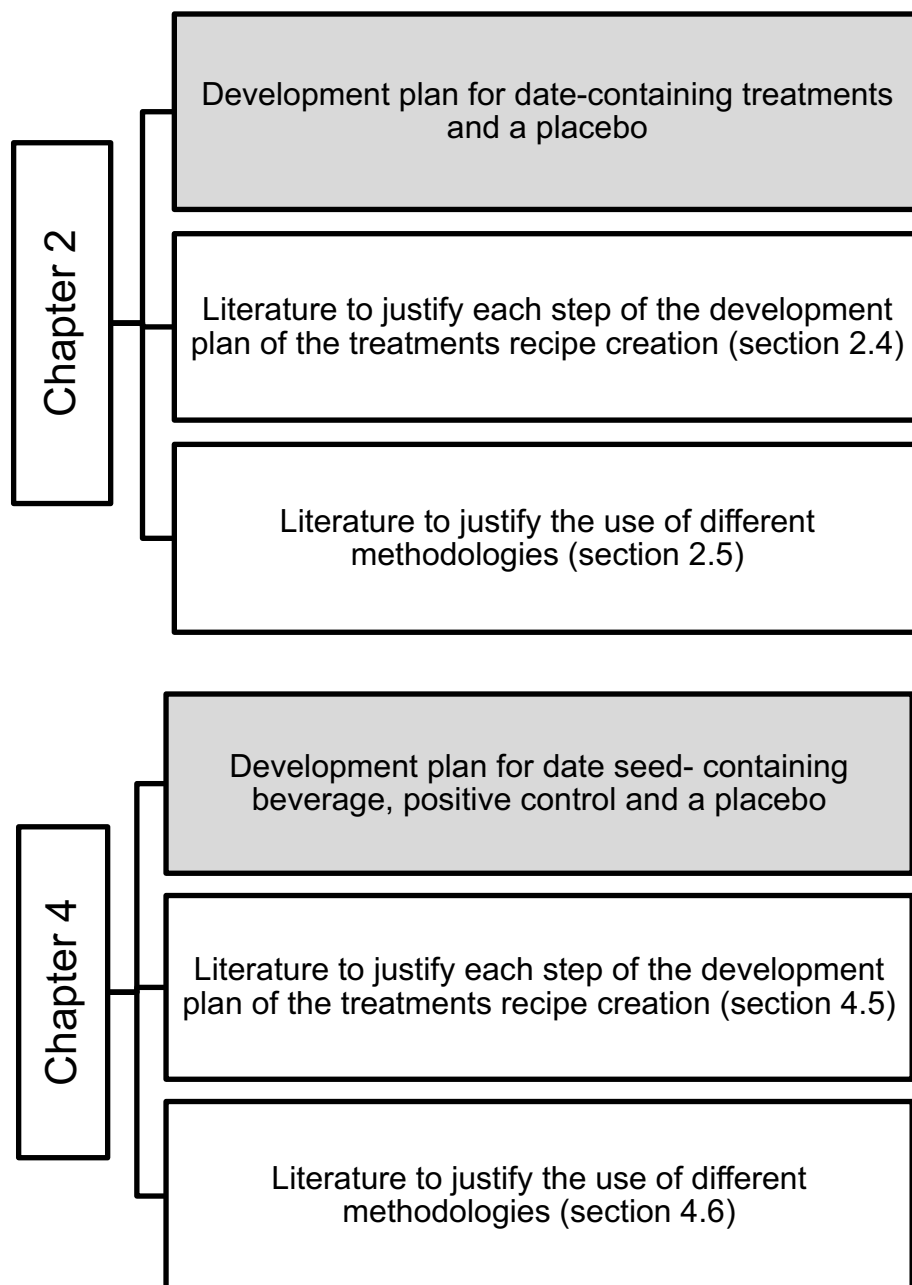 Chapter 2
Development plan for date-containing treatments
and a placebo
Literature to justify each step of the development
plan of the treatments recipe creation (section 2.4)
Literature to justify the use of different
methodologies (section 2.5)
Chapter 4
Development plan for date seed- containing
beverage, positive control and a placebo
Literature to justify each step of the development
plan of the treatments recipe creation (section 4.5)
Literature to justify the use of different
methodologies (section 4.6)